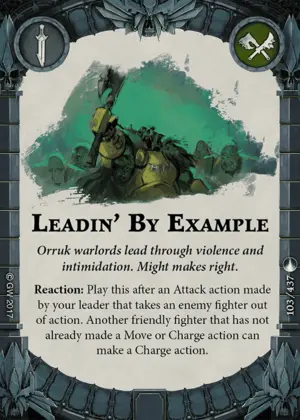 Leadin' By Example
Orruk warlords lead through violence and
intimidation. Might makes right.
Reaction: Play this after an Attack action made
by your leader that takes an enemy fighter out
of action. Another friendly fighter that has not
already made a Move or Charge action can
make a Charge action.
© GW 2017
103/437